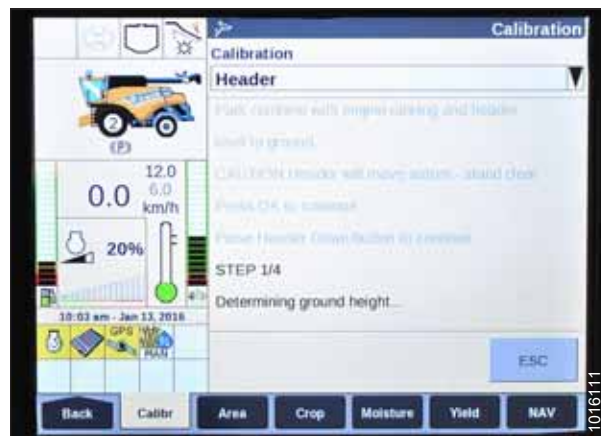 Calibration
Calibration
Header
Park combine with engine running and header
level to ground.
CAUTION Header will move across - stand clear
Press OK to continue
Press Header Down Button to continue
STEP 1/4
Determining ground height...
ESC
2
(P)
0.0
12.0
6.0
km/h
20%
10:03 am - Jan 13, 2016
GPS
MAN
Back
Calibr
Area
Crop
Moisture
Yield
NAV
1016111